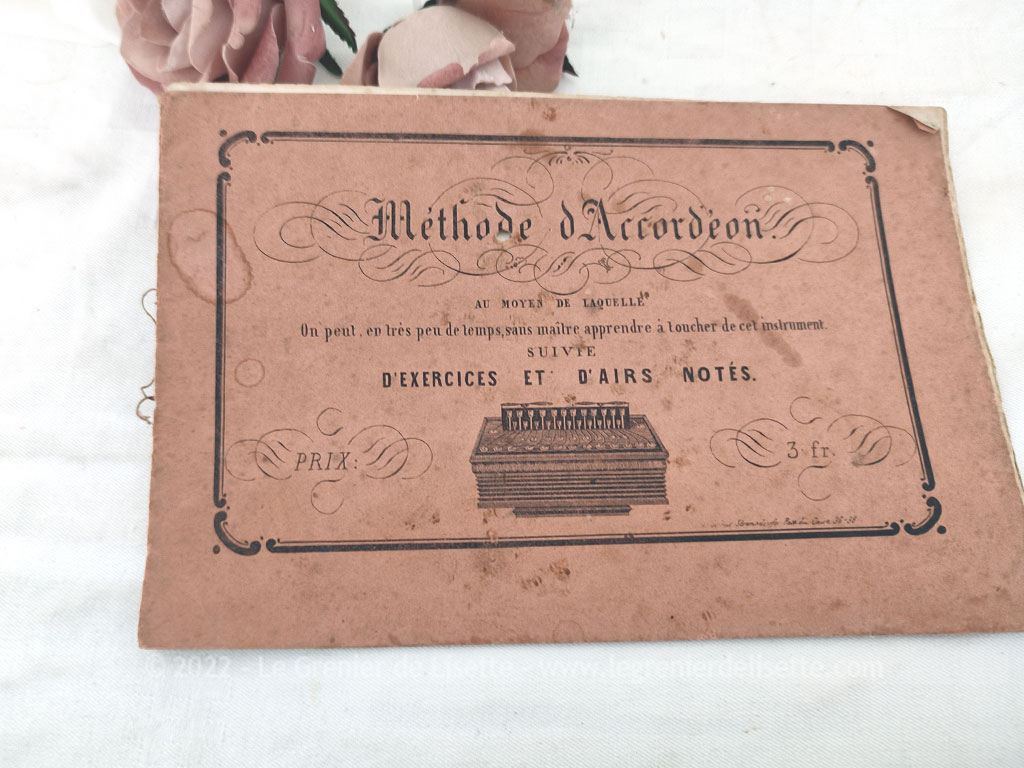 Méthode d'Accordéon.
AU MOYEN DE LAQUELLE
On peut, en très peu de temps, sans maître apprendre à toucher de cet instrument.
SUIVIE
D'EXERCICES ET D'AIRS NOTÉS.
PRIX: 3 fr.
© 2022 - Le Grenier de Lisette - www.legrenierdelisette.com